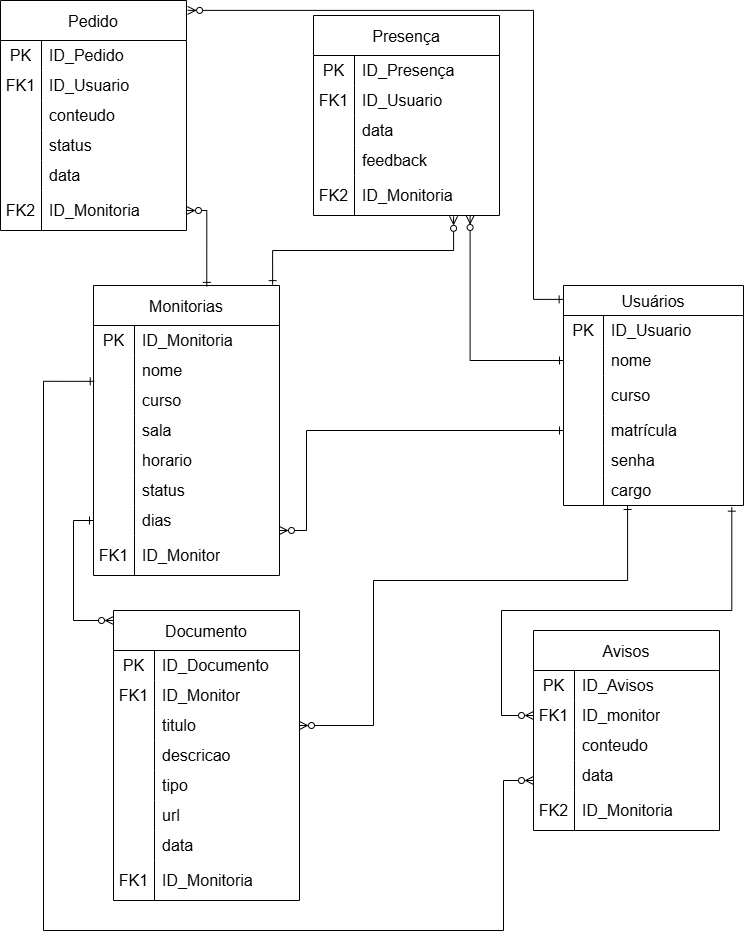 Pedido
PK ID_Pedido
FK1 ID_Usuario
conteudo
status
data
FK2 ID_Monitoria
Presença
PK ID_Presença
FK1 ID_Usuario
data
feedback
FK2 ID_Monitoria
Monitorias
PK ID_Monitoria
nome
curso
sala
horario
status
dias
FK1 ID_Monitor
Usuários
PK ID_Usuario
nome
curso
matrícula
senha
cargo
Documento
PK ID_Documento
FK1 ID_Monitor
titulo
descricao
tipo
url
data
FK1 ID_Monitoria
Avisos
PK ID_Avisos
FK1 ID_monitor
conteudo
data
FK2 ID_Monitoria